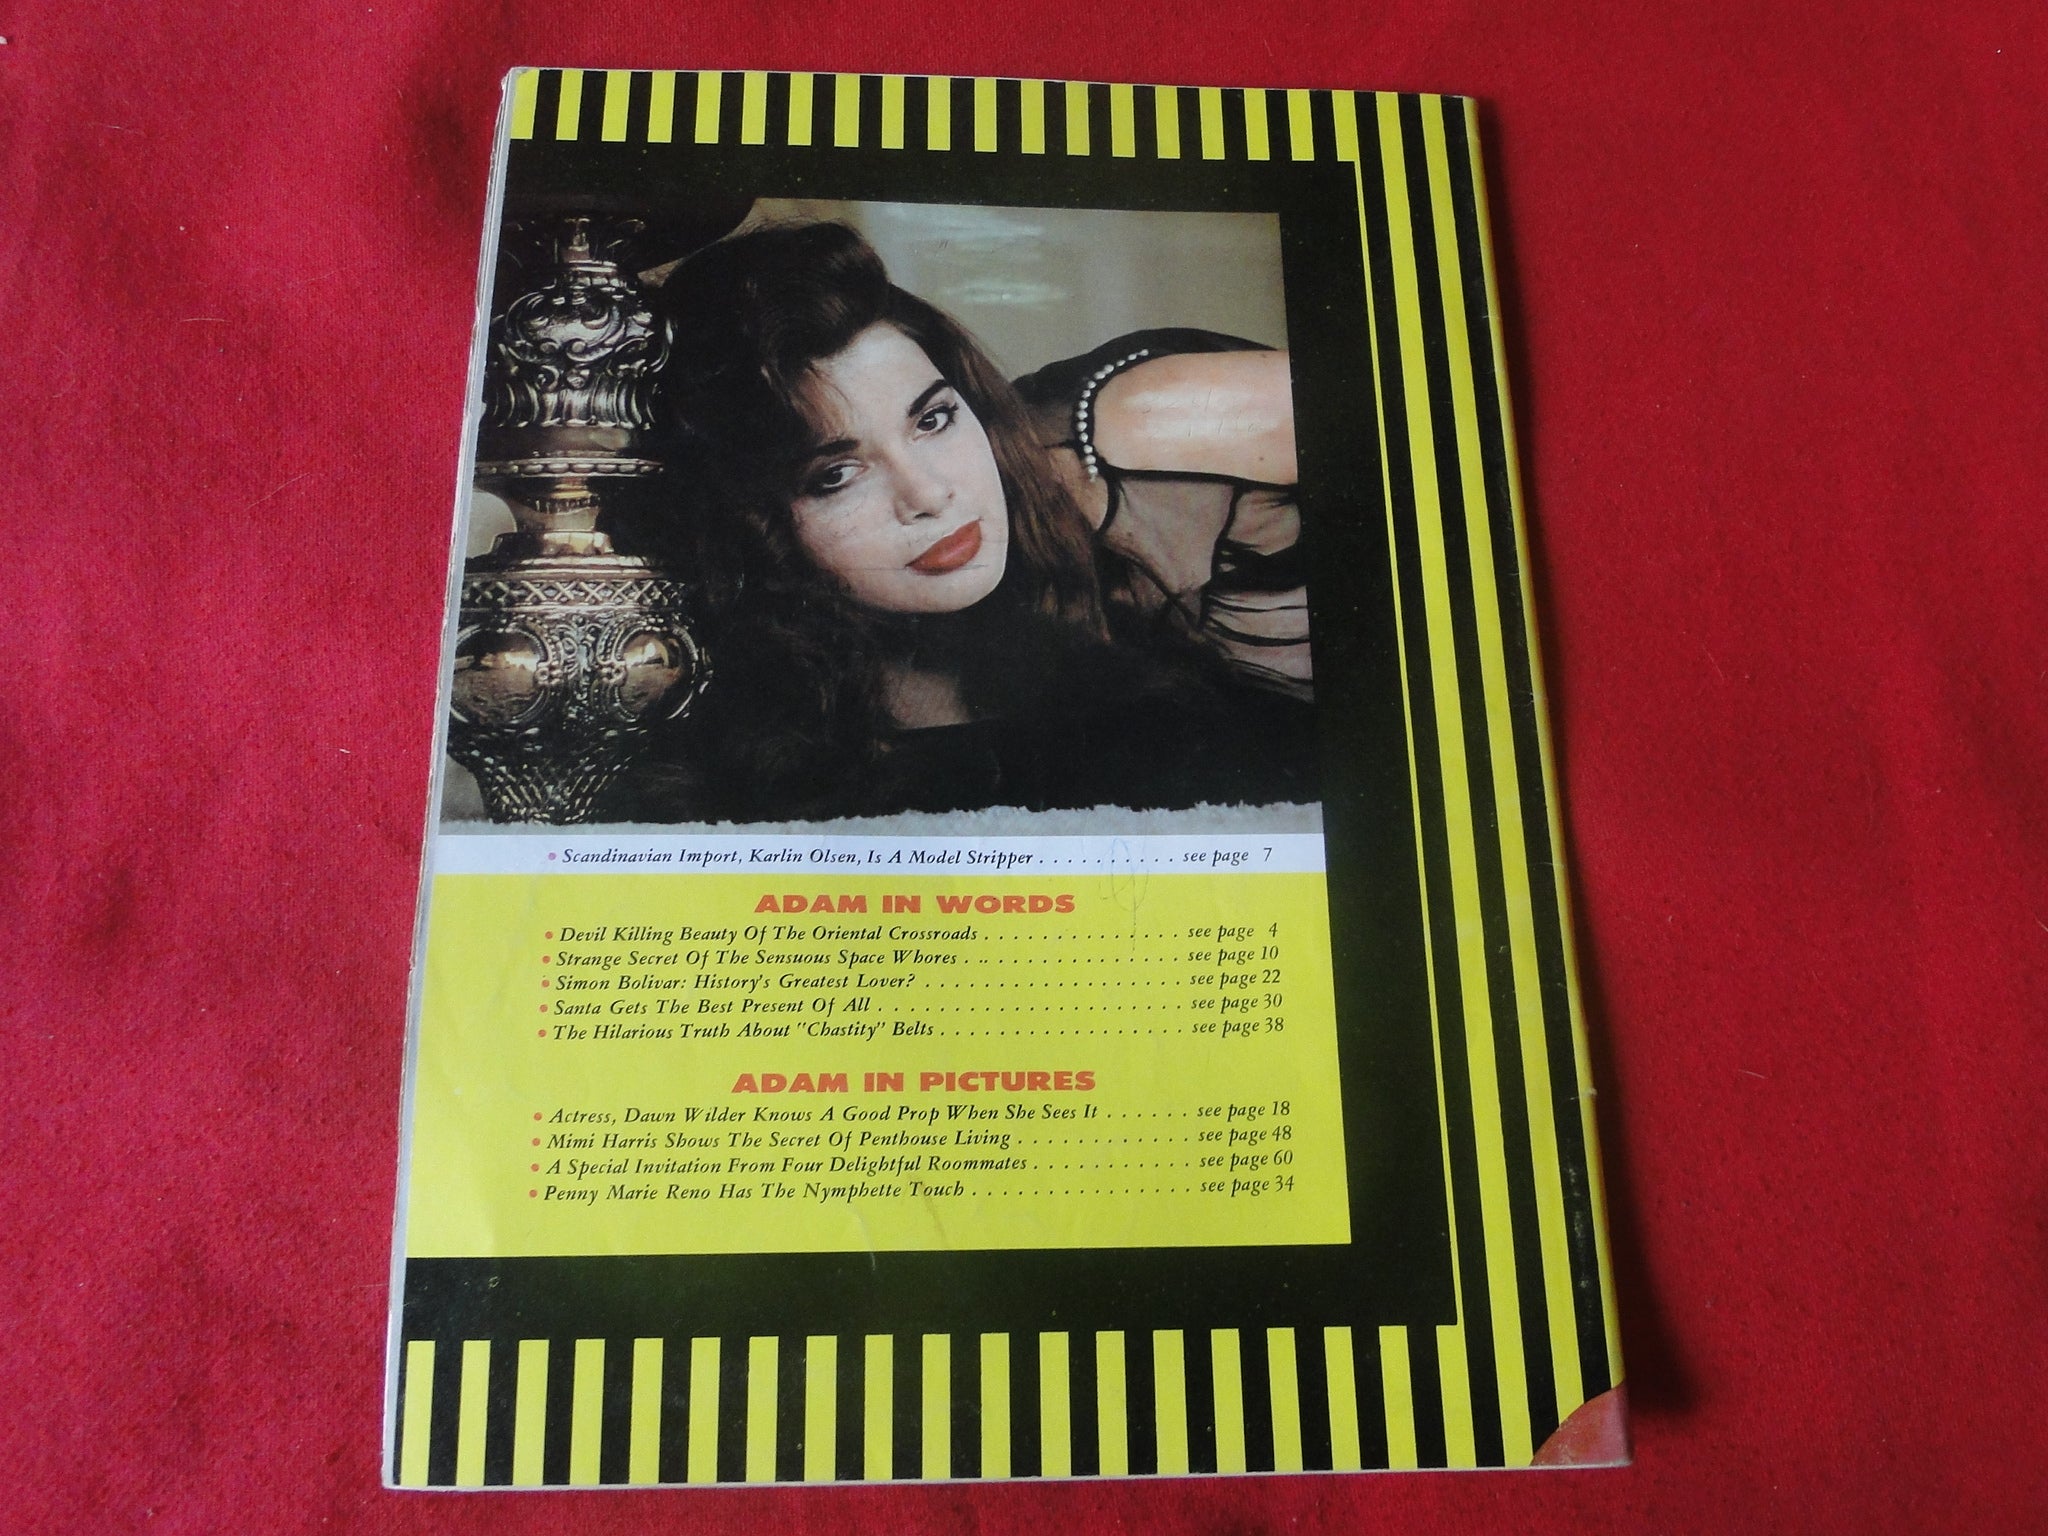 • Scandinavian Import, Karlin Olsen, Is A Model Stripper . . . . . . . . . . see page 7
ADAM IN WORDS
• Devil Killing Beauty Of The Oriental Crossroads . . . . . . . . . . . . . . see page 4
• Strange Secret Of The Sensuous Space Whores . .. . . . . . . . . . . . . . . see page 10
• Simon Bolivar: History's Greatest Lover? . . . . . . . . . . . . . . . . . . see page 22
• Santa Gets The Best Present Of All . . . . . . . . . . . . . . . . . . . . . see page 30
• The Hilarious Truth About "Chastity" Belts . . . . . . . . . . . . . . . . . see page 38
ADAM IN PICTURES
• Actress, Dawn Wilder Knows A Good Prop When She Sees It . . . . . . see page 18
• Mimi Harris Shows The Secret Of Penthouse Living . . . . . . . . . . . . see page 48
• A Special Invitation From Four Delightful Roommates . . . . . . . . . . . see page 60
• Penny Marie Reno Has The Nymphette Touch . . . . . . . . . . . . . . . . see page 34